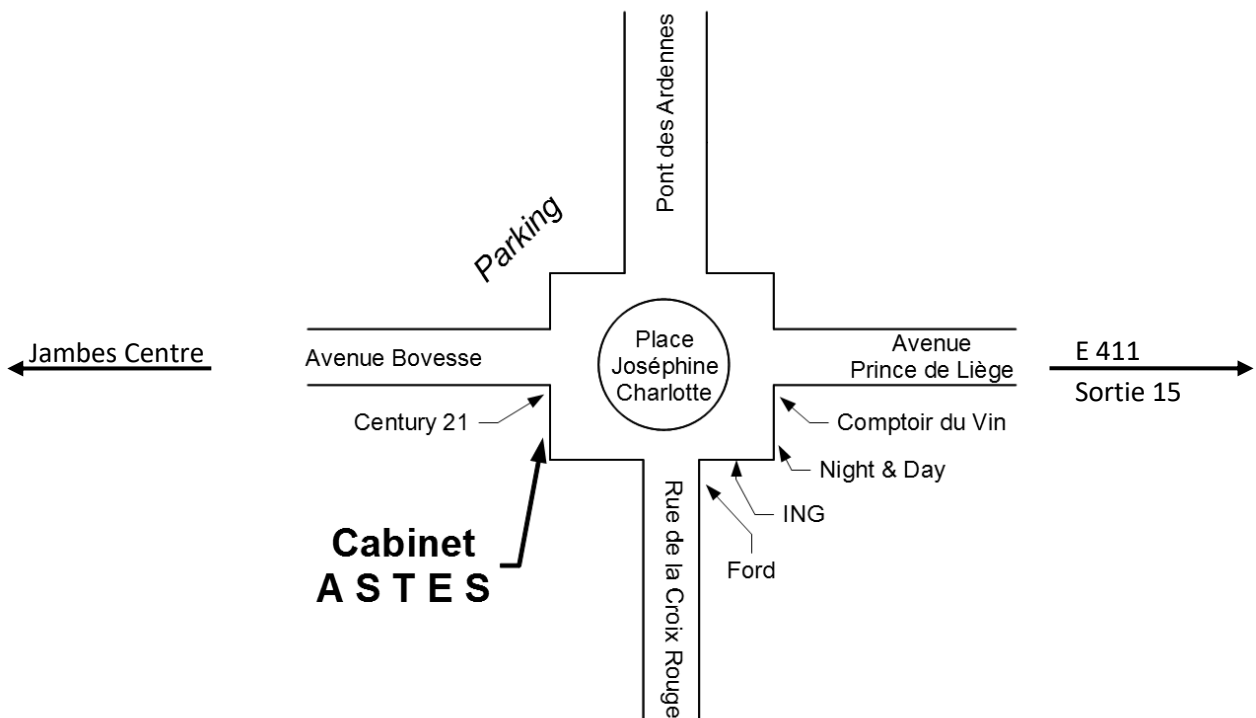 Pont des Ardennes
Parking
Jambes Centre
Avenue Bovesse
Place
Joséphine
Charlotte
Avenue
Prince de Liège
E 411
Sortie 15
Century 21
Comptoir du Vin
Night & Day
ING
Ford
Cabinet
A S T E S
Rue de la Croix Rouge